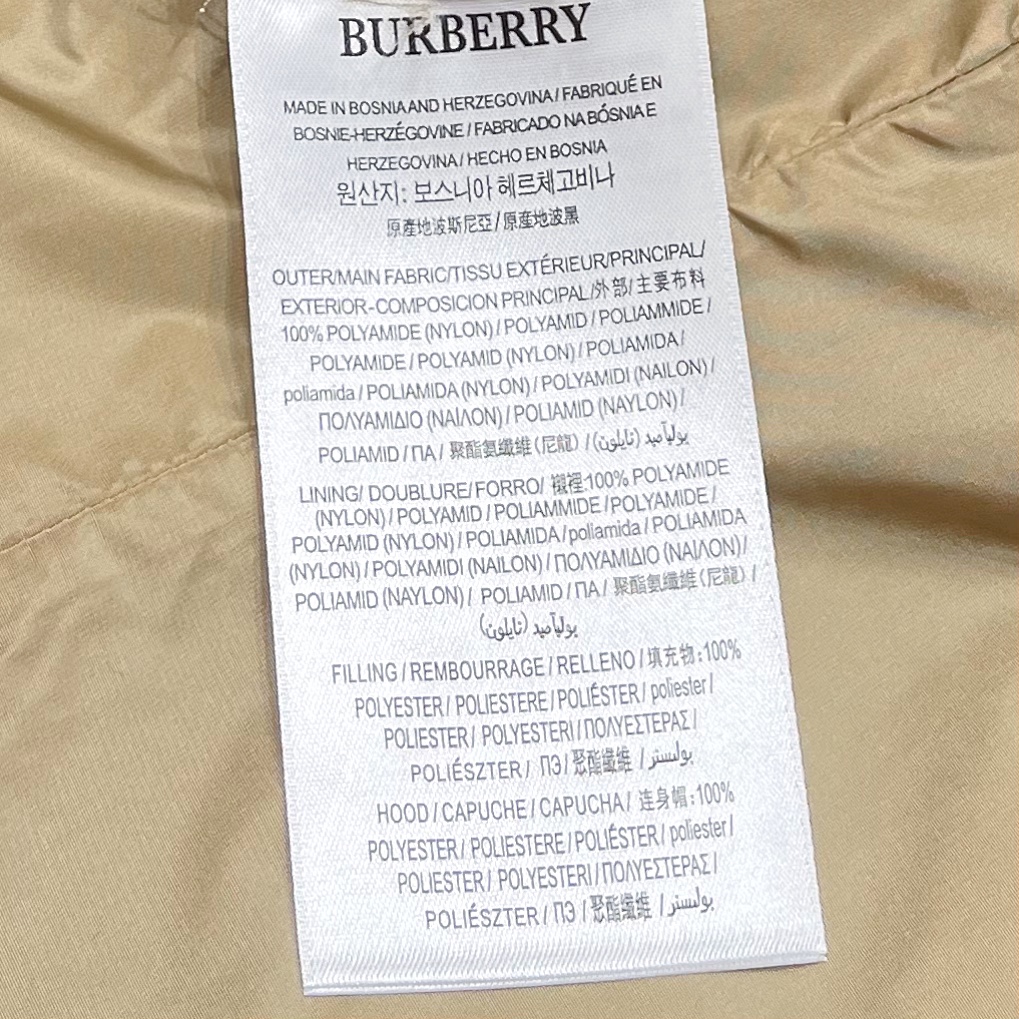 BURBERRY
MADE IN BOSNIA AND HERZEGOVINA / FABRIQUÉ EN
BOSNIE-HERZÉGOVINE / FABRICADO NA BÓSNIA E
HERZEGOVINA / HECHO EN BOSNIA
원산지: 보스니아 헤르체고비나
原產地波斯尼亞 / 原産地波黑
OUTER/MAIN FABRIC/TISSU EXTÉRIEUR/PRINCIPAL/
EXTERIOR-COMPOSICION PRINCIPAL/外部/主要布料
100% POLYAMIDE (NYLON) / POLYAMID / POLIAMMIDE /
POLYAMIDE / POLYAMID (NYLON) / POLIAMIDA /
poliamida / POLIAMIDA (NYLON) / POLYAMIDI (NAILON) /
ΠΟΛΥΑΜΙΔΙΟ (ΝΑΙΛΟΝ) / POLIAMID (NAYLON) /
POLIAMID / ПА / 聚酯氨纖維 (尼龍) / بوليآميد (نايلون)
LINING/ DOUBLURE/ FORRO/ 襯裡:100% POLYAMIDE
(NYLON) / POLYAMID / POLIAMMIDE / POLYAMIDE /
POLYAMID (NYLON) / POLIAMIDA / poliamida / POLIAMIDA
(NYLON) / POLYAMIDI (NAILON) / ΠΟΛΥΑΜΙΔΙΟ (ΝΑΙΛΟΝ) /
POLIAMID (NAYLON) / POLIAMID / ПА / 聚酯氨纖維 (尼龍) /
بوليآميد (نايلون)
FILLING / REMBOURRAGE / RELLENO / 填充物:100%
POLYESTER / POLIESTERE / POLIÉSTER / poliester /
POLIESTER / POLYESTERI / ΠΟΛΥΕΣΤΕΡΑΣ /
POLIÉSZTER / ПЭ / 聚酯纖維 / بوليستر
HOOD / CAPUCHE / CAPUCHA / 连身帽:100%
POLYESTER / POLIESTERE / POLIÉSTER / poliester /
POLIESTER / POLYESTERI / ΠΟΛΥΕΣΤΕΡΑΣ /
POLIÉSZTER / ПЭ / 聚酯纖維 / بوليستر